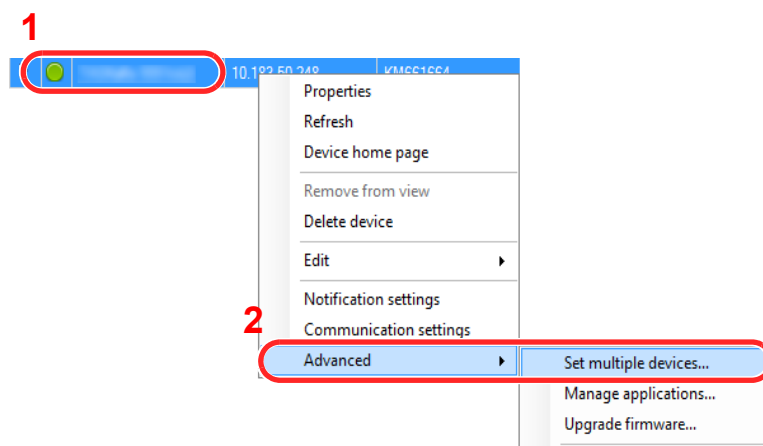 1
10.183.50.248 KM661664
Properties
Refresh
Device home page
Remove from view
Delete device
Edit
Notification settings
2
Communication settings
Advanced
Set multiple devices...
Manage applications...
Upgrade firmware...